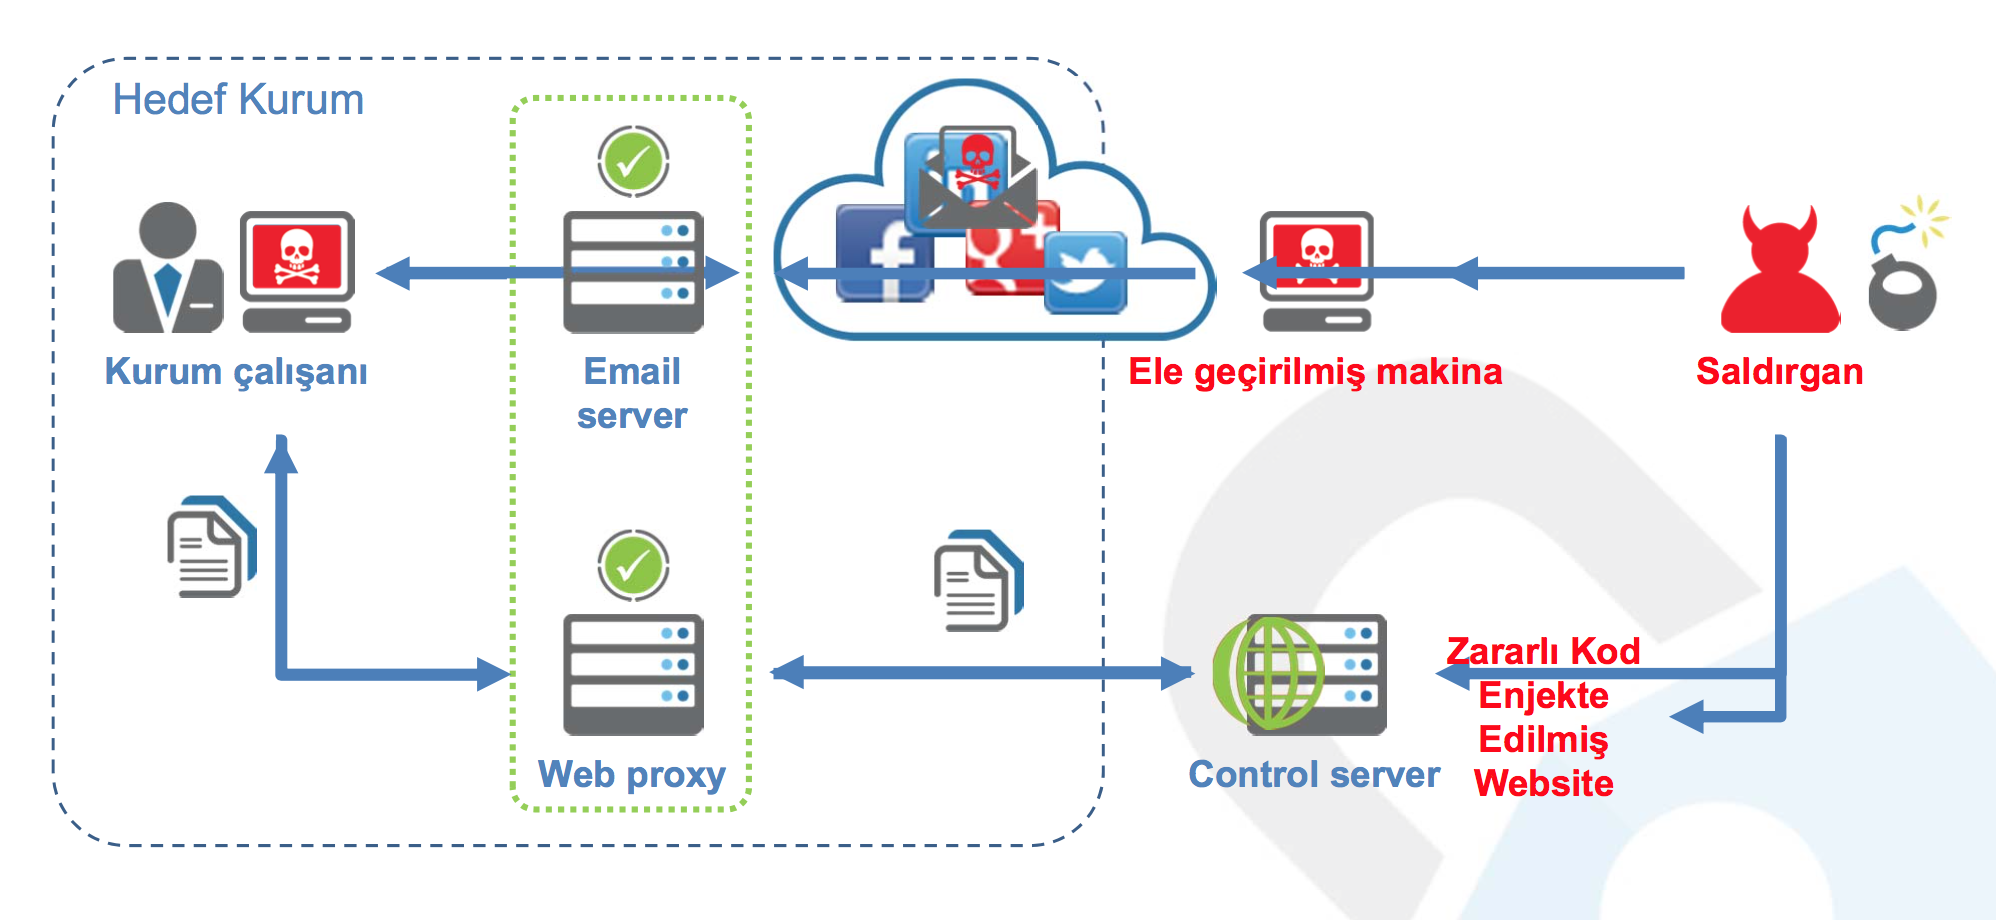 Hedef Kurum
Kurum çalışanı
Email
server
Ele geçirilmiş makina
Saldırgan
Web proxy
Control server
Zararlı Kod
Enjekte
Edilmiş
Website